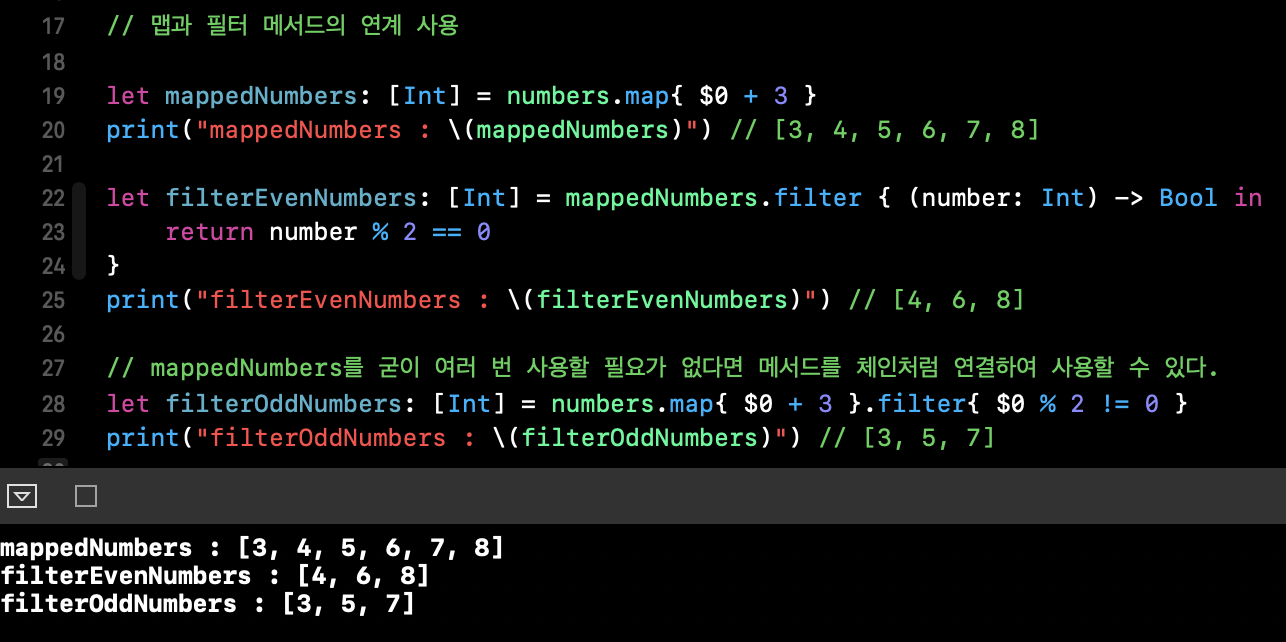 17 // 맵과 필터 메서드의 연계 사용
18
19 let mappedNumbers: [Int] = numbers.map{ $0 + 3 }
20 print("mappedNumbers : \(mappedNumbers)") // [3, 4, 5, 6, 7, 8]
21
22 let filterEvenNumbers: [Int] = mappedNumbers.filter { (number: Int) -> Bool in
23     return number % 2 == 0
24 }
25 print("filterEvenNumbers : \(filterEvenNumbers)") // [4, 6, 8]
26
27 // mappedNumbers를 굳이 여러 번 사용할 필요가 없다면 메서드를 체인처럼 연결하여 사용할 수 있다.
28 let filterOddNumbers: [Int] = numbers.map{ $0 + 3 }.filter{ $0 % 2 != 0 }
29 print("filterOddNumbers : \(filterOddNumbers)") // [3, 5, 7]
mappedNumbers : [3, 4, 5, 6, 7, 8]
filterEvenNumbers : [4, 6, 8]
filterOddNumbers : [3, 5, 7]